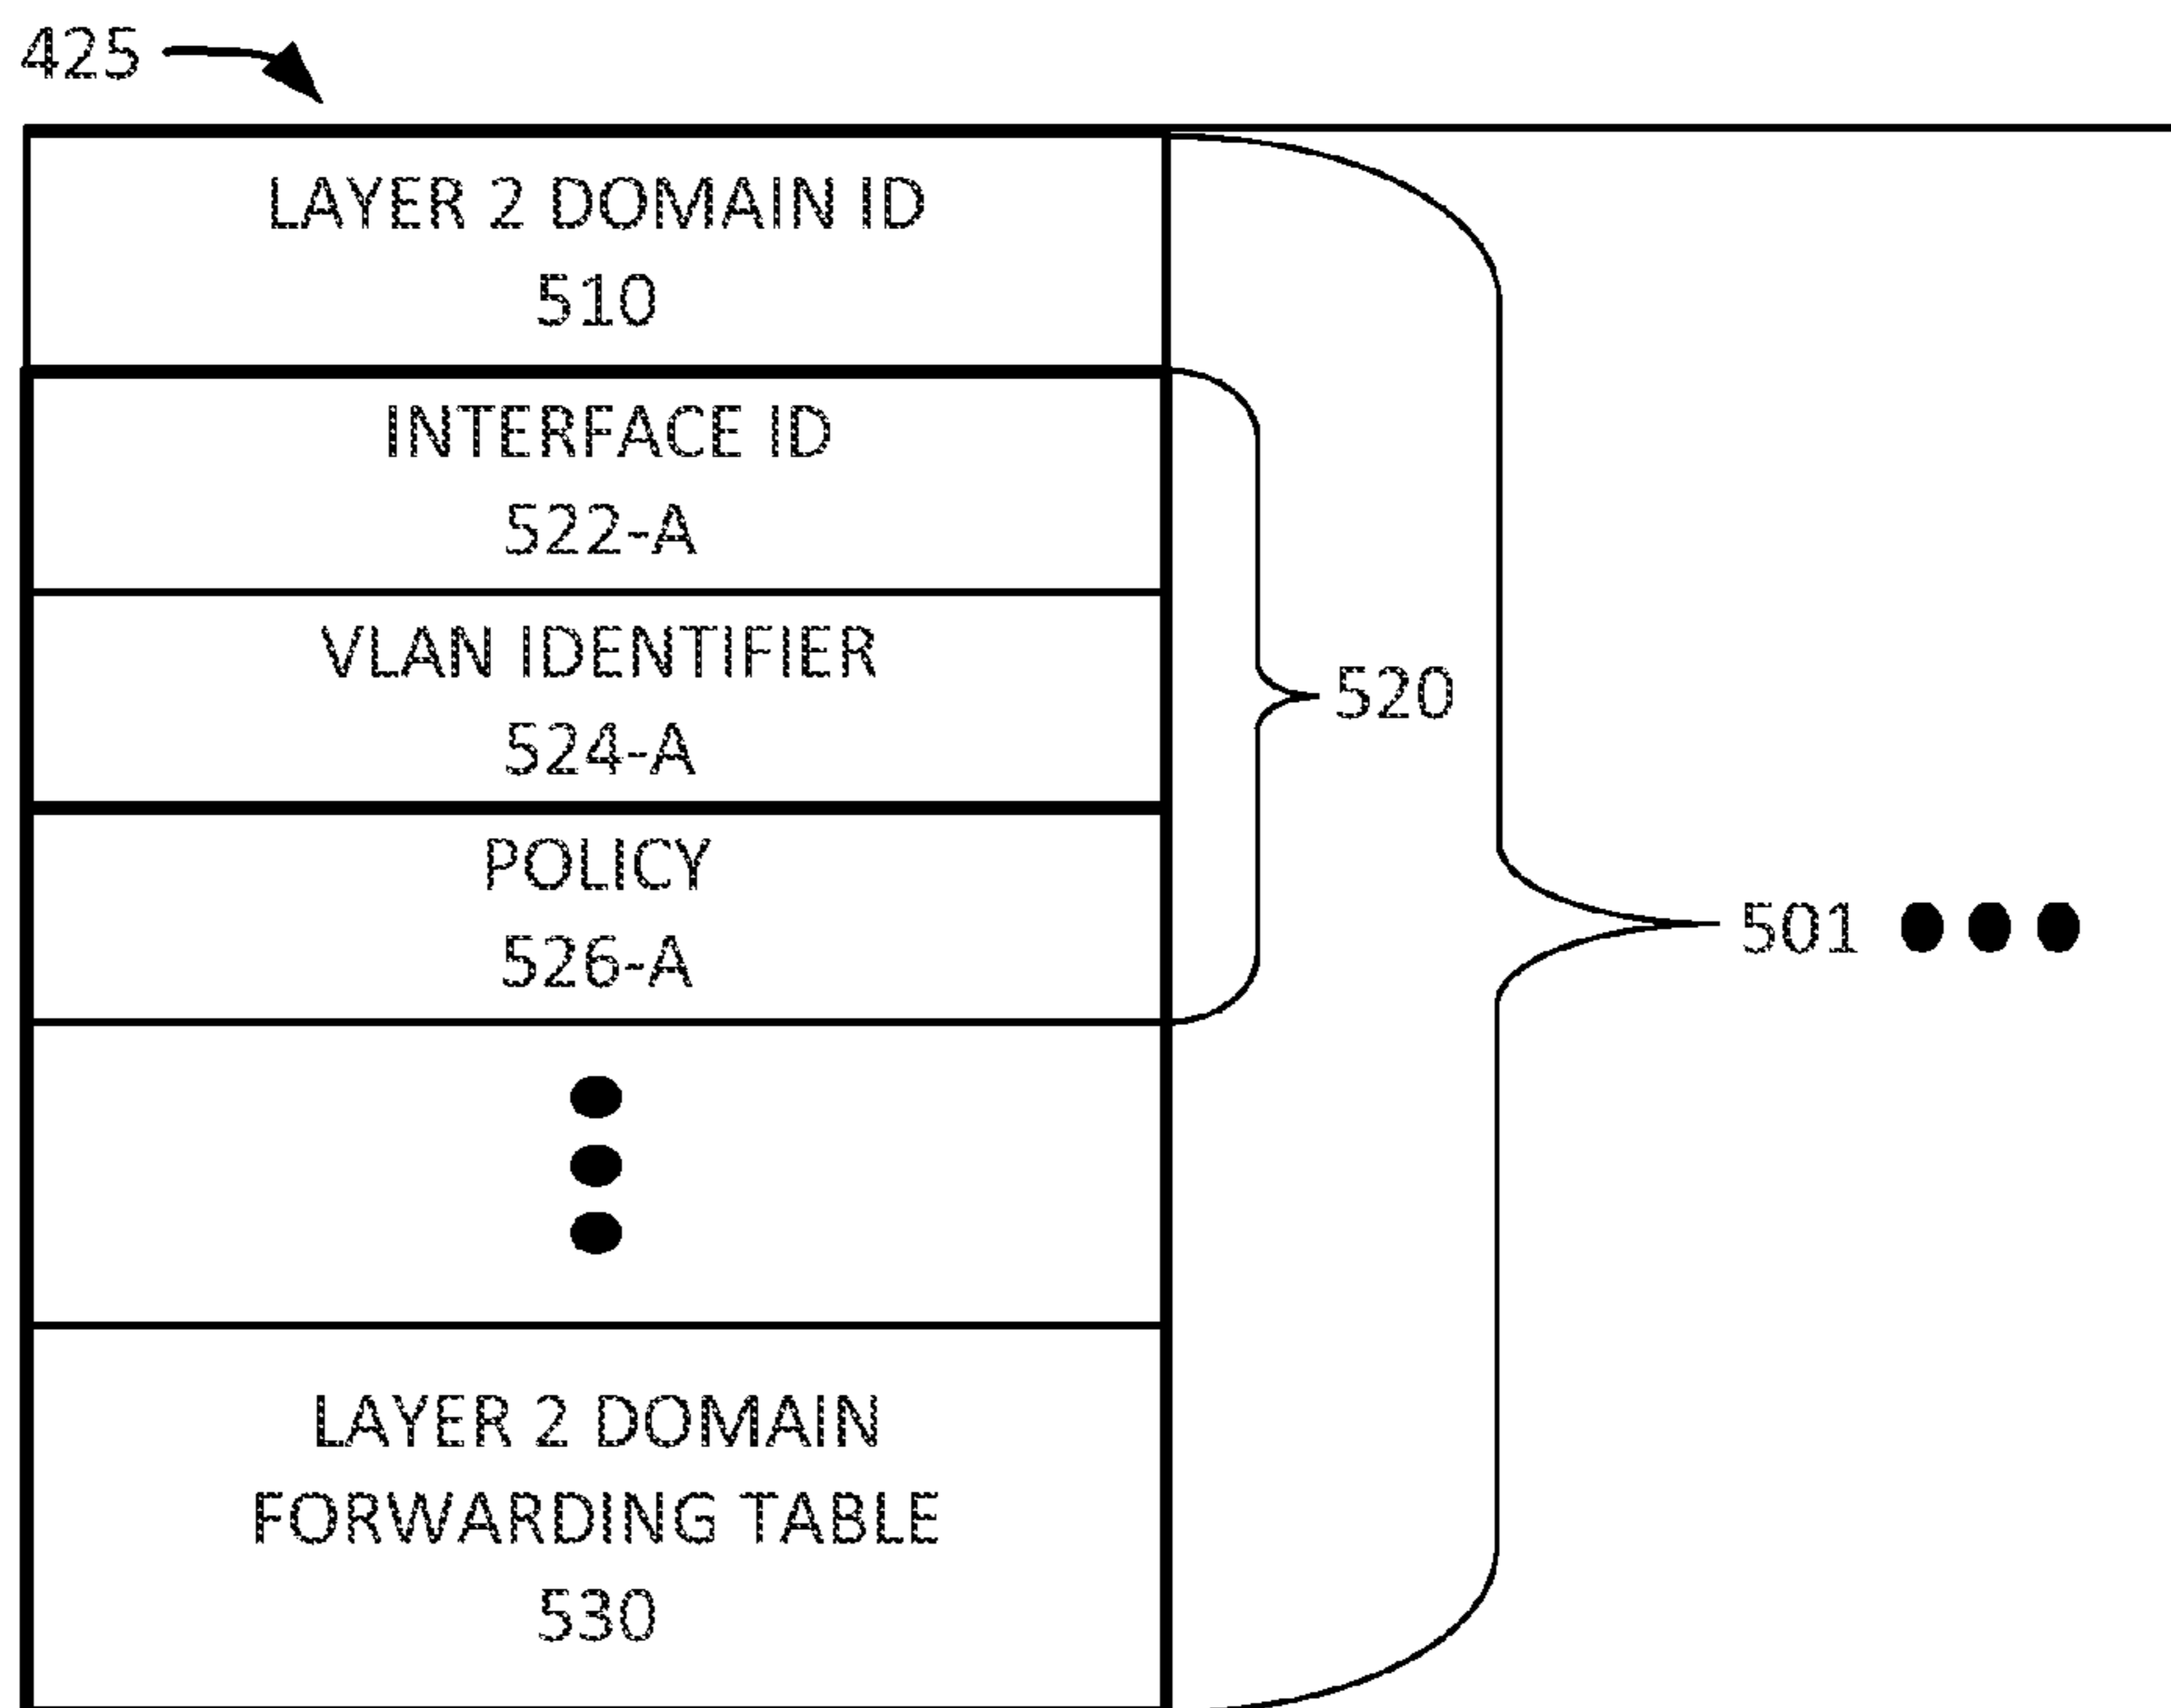 425
LAYER 2 DOMAIN ID
510
INTERFACE ID
522-A
VLAN IDENTIFIER
524-A
520
POLICY
526-A
501
LAYER 2 DOMAIN
FORWARDING TABLE
530